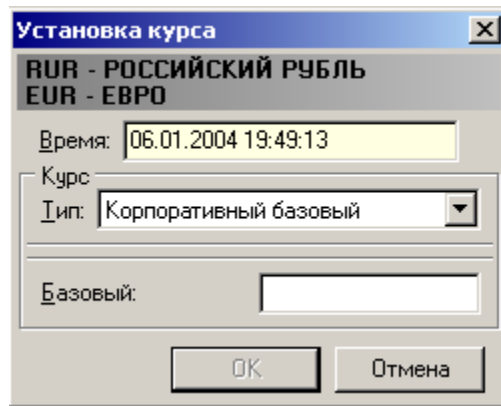 Установка курса
RUR - РОССИЙСКИЙ РУБЛЬ
EUR - ЕВРО
Время: 06.01.2004 19:49:13
Курс
Тип: Корпоративный базовый
Базовый:
OK Отмена